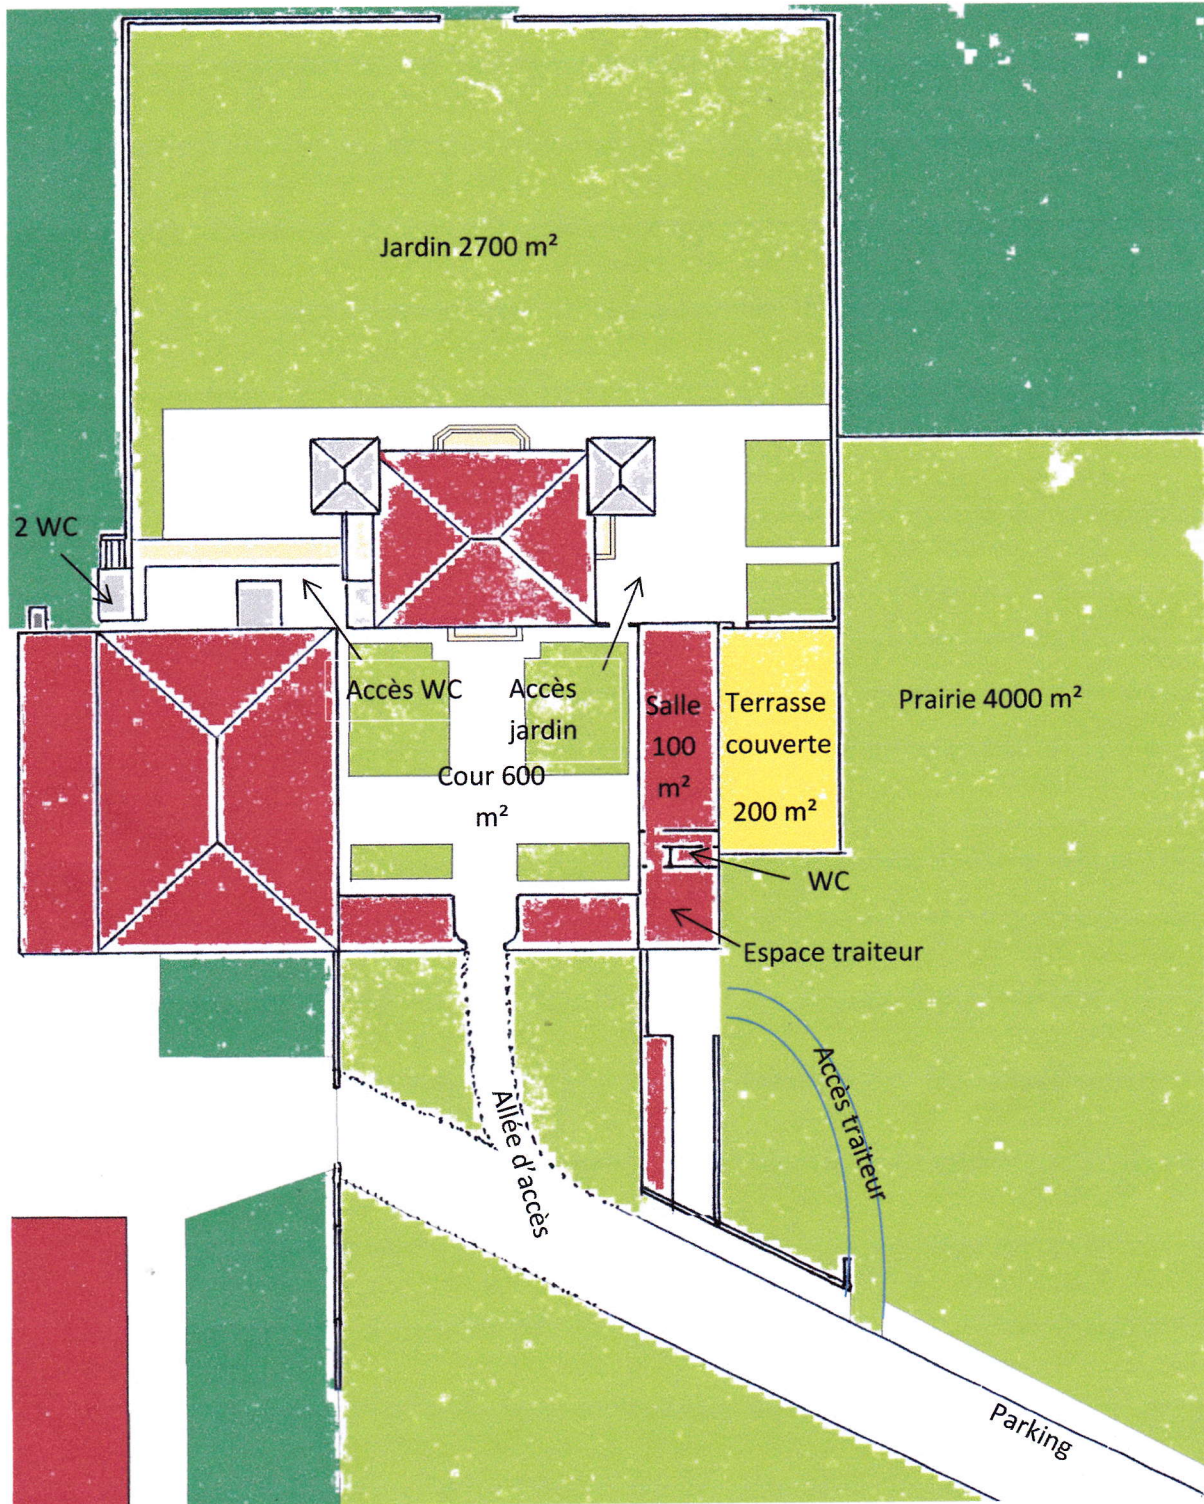 Jardin 2700 m²
2 WC
Accès WC
Accès
jardin
Cour 600
m²
Salle
100
m²
Terrasse
couverte
200 m²
Prairie 4000 m²
WC
Espace traiteur
Accès traiteur
Allée d'accès
Parking